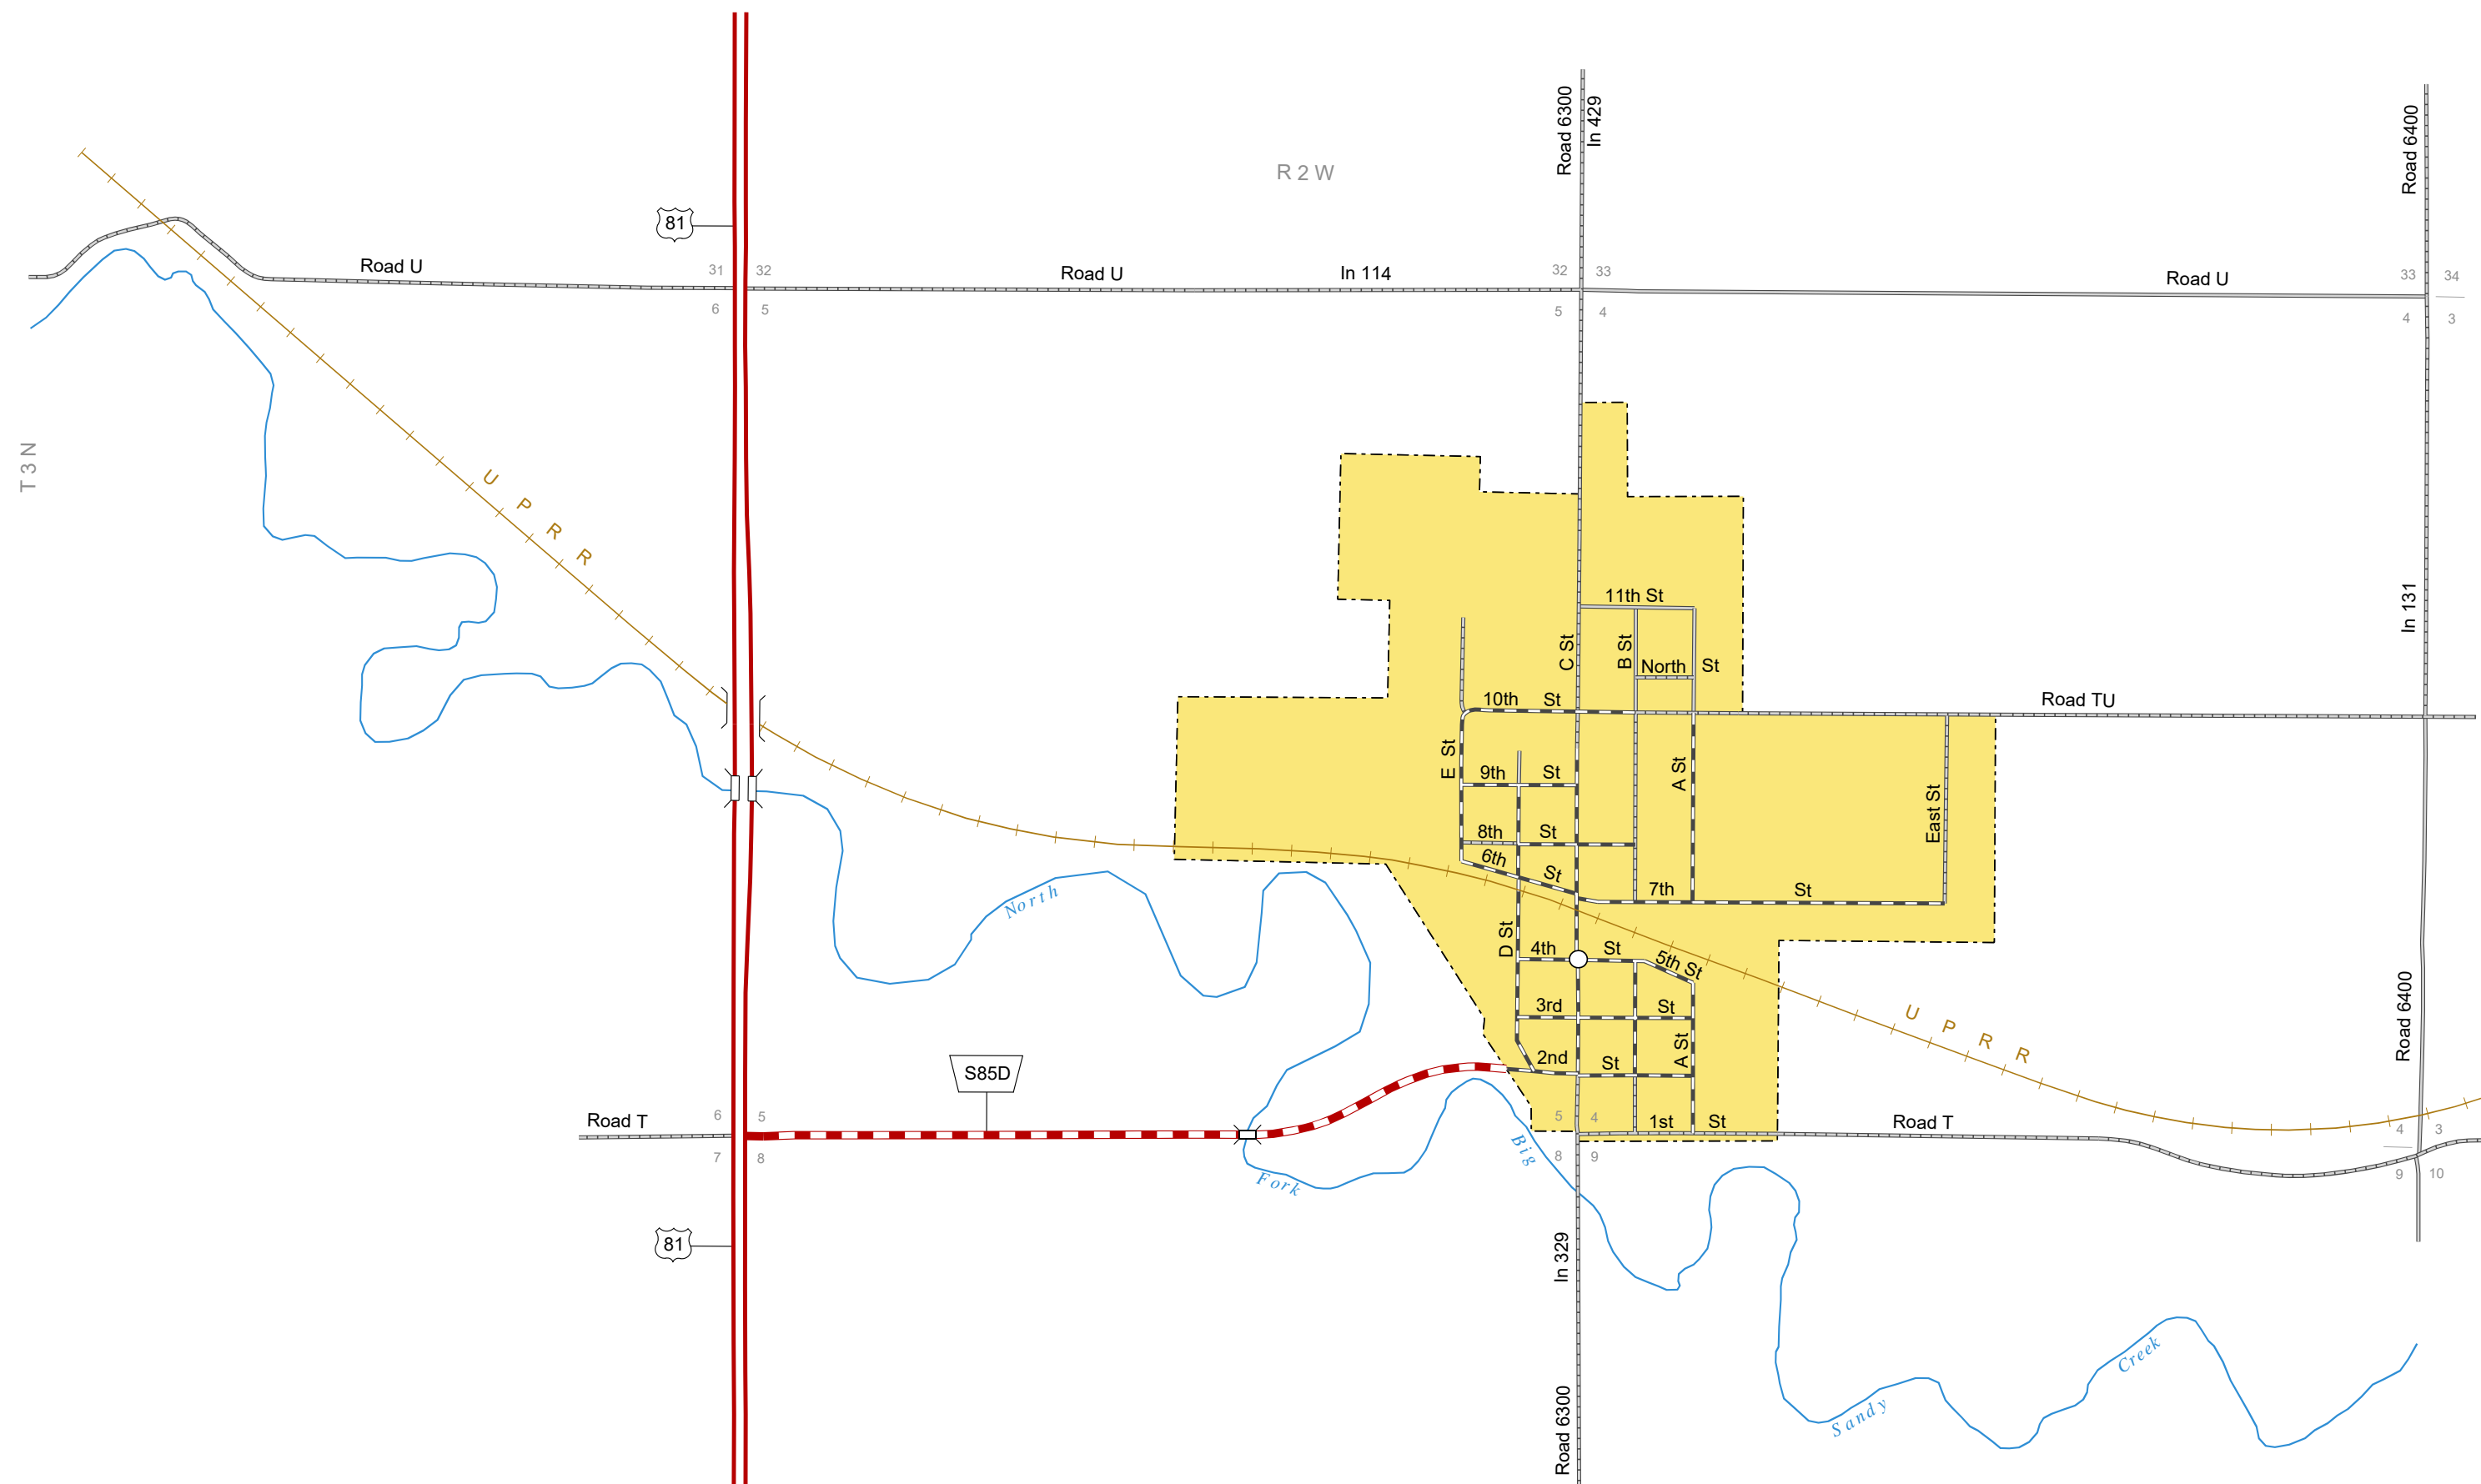 Road 6300
In 429
Road 6400
R 2 W
81
Road U
31
32
Road U
In 114
32
33
Road U
33
34
6
5
5
4
4
3
T 3 N
U P R R
11th St
C St
B St
North St
In 131
10th St
Road TU
E St
9th St
A St
East St
8th St
6th St
7th St
North
D St
4th St
5th St
3rd St
U P R R
Road 6400
2nd St
A St
S85D
Road T
6
5
5
4
1st St
Road T
4
3
7
8
8
9
9
10
Big
Fork
81
In 329
Creek
Sandy
Road 6300